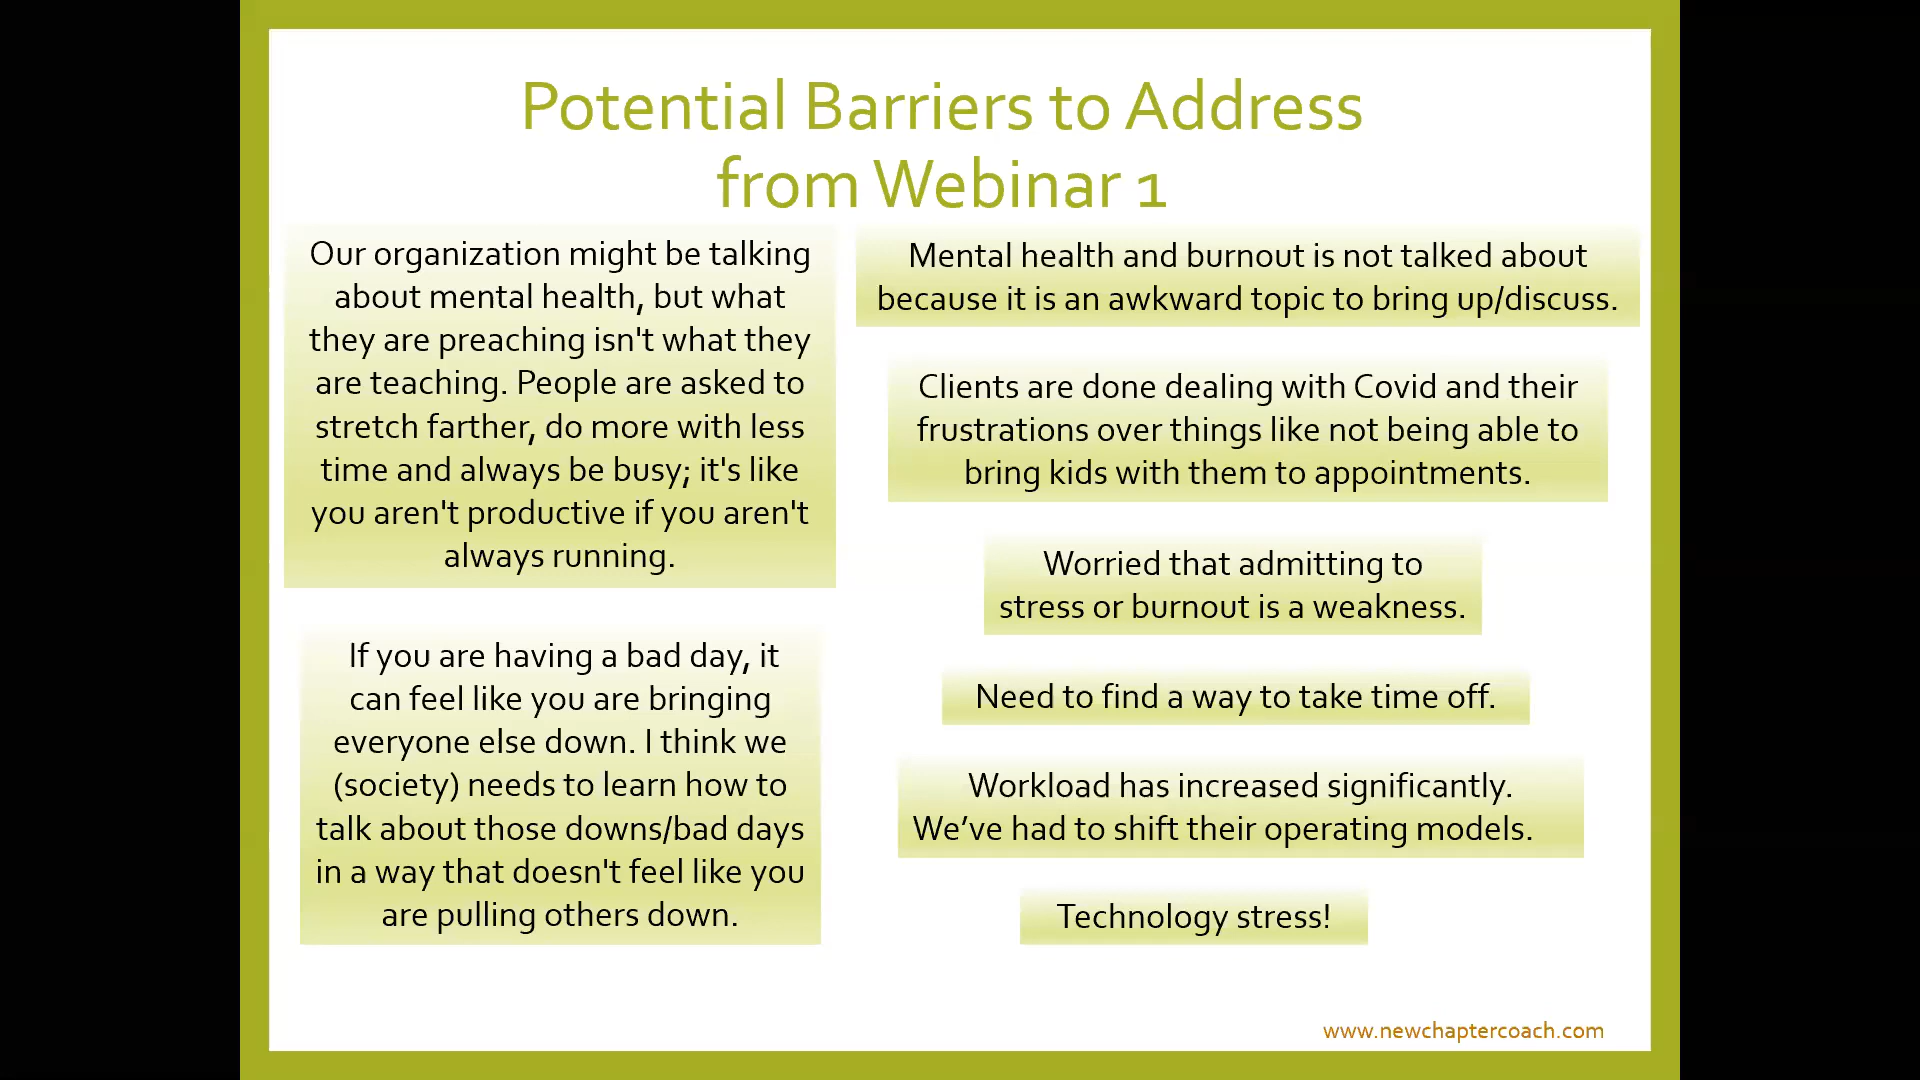 Potential Barriers to Address
from Webinar 1
Our organization might be talking
about mental health, but what
they are preaching isn't what they
are teaching. People are asked to
stretch farther, do more with less
time and always be busy; it's like
you aren't productive if you aren't
always running.
If you are having a bad day, it
can feel like you are bringing
everyone else down. I think we
(society) needs to learn how to
talk about those downs/bad days
in a way that doesn't feel like you
are pulling others down.
Mental health and burnout is not talked about
because it is an awkward topic to bring up/discuss.
Clients are done dealing with Covid and their
frustrations over things like not being able to
bring kids with them to appointments.
Worried that admitting to
stress or burnout is a weakness.
Need to find a way to take time off.
Workload has increased significantly.
We’ve had to shift their operating models.
Technology stress!
www.newchaptercoach.com